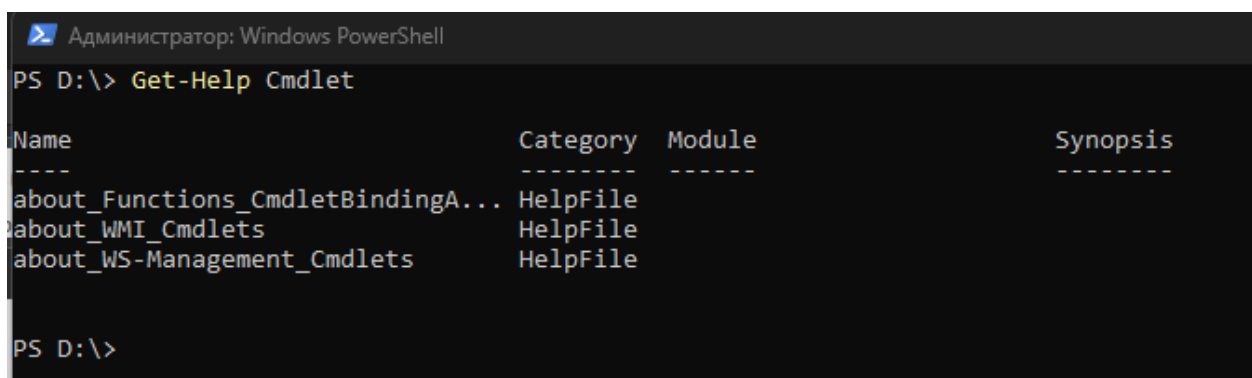 Администратор: Windows PowerShell
PS D:\> Get-Help Cmdlet
Name Category Module Synopsis
---- -------- ------ --------
about_Functions_CmdletBindingA... HelpFile
about_WMI_Cmdlets HelpFile
about_WS-Management_Cmdlets HelpFile
PS D:\>